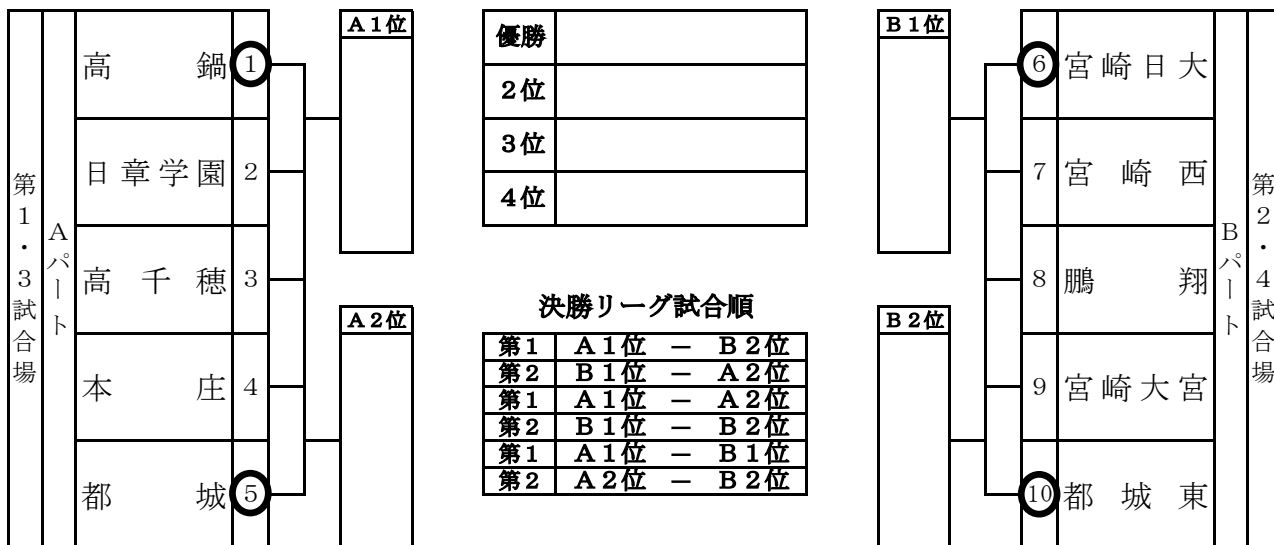 第1・3試合場
Aパート
高鍋 1
日章学園 2
高千穂 3
本庄 4
都城 5
A1位
A2位
優勝
2位
3位
4位
決勝リーグ試合順
第1 A1位 － B2位
第2 B1位 － A2位
第1 A1位 － A2位
第2 B1位 － B2位
第1 A1位 － B1位
第2 A2位 － B2位
B1位
B2位
6 宮崎日大
7 宮崎西
8 鵬翔
9 宮崎大宮
10 都城東
Bパート
第2・4試合場